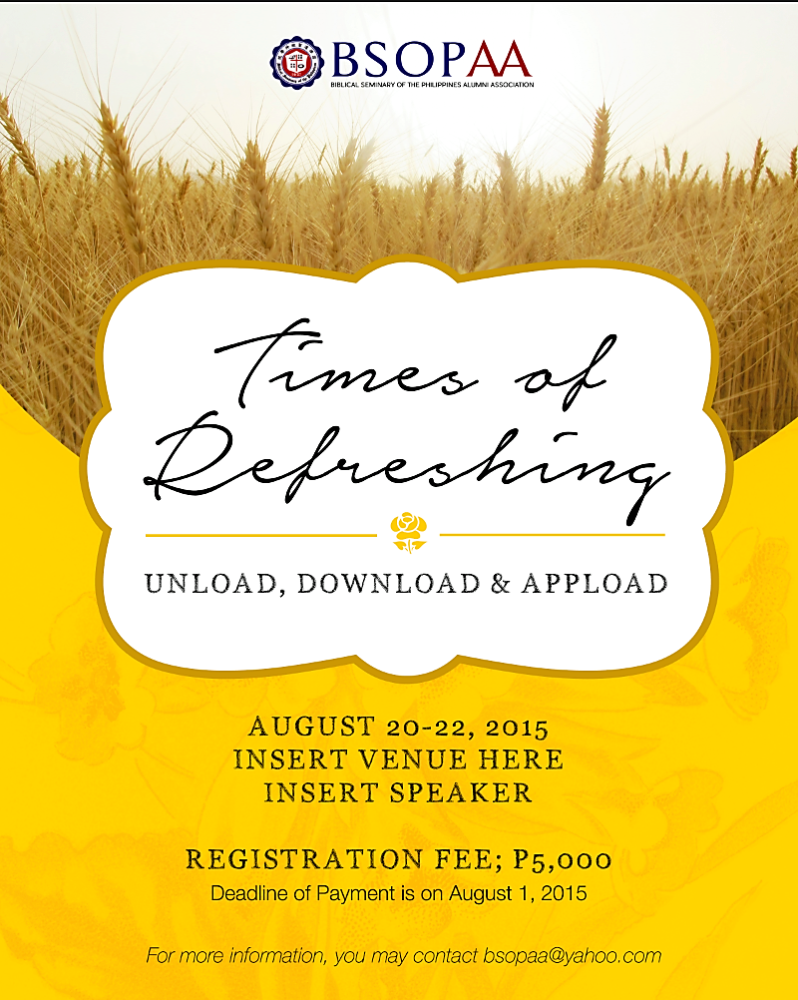 BSOPAA
BIBLICAL SEMINARY OF THE PHILIPPINES ALUMNI ASSOCIATION
Times of
Refreshing
UNLOAD, DOWNLOAD & APPLOAD
AUGUST 20-22, 2015
INSERT VENUE HERE
INSERT SPEAKER
REGISTRATION FEE; P5,000
Deadline of Payment is on August 1, 2015
For more information, you may contact bsopaa@yahoo.com